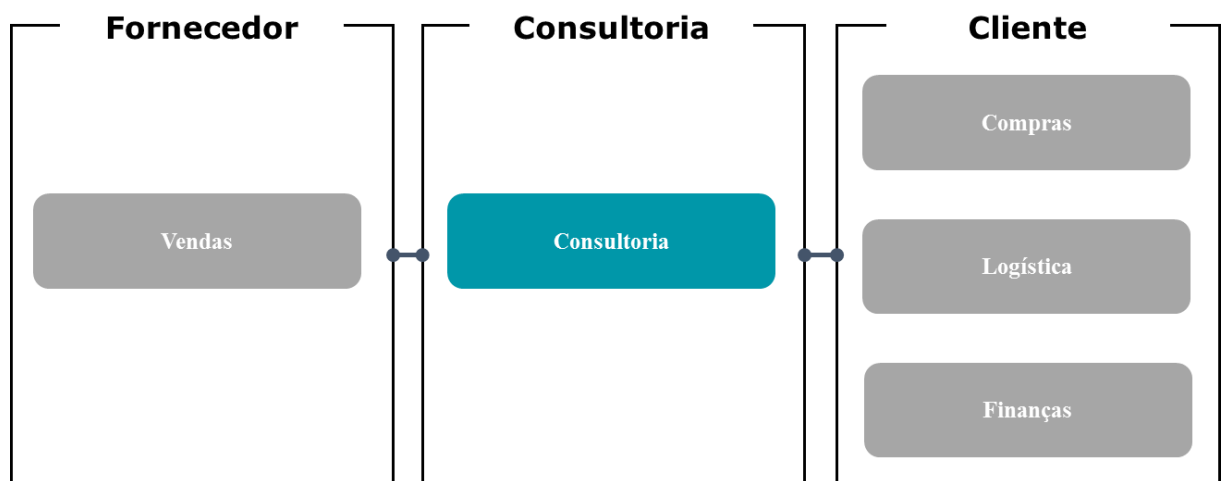 Fornecedor
Consultoria
Cliente
Vendas
Consultoria
Compras
Logística
Finanças